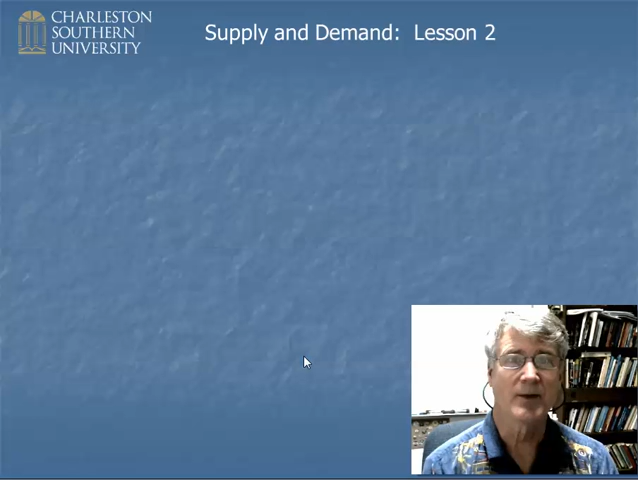 CHARLESTON
SOUTHERN
UNIVERSITY
Supply and Demand:  Lesson 2